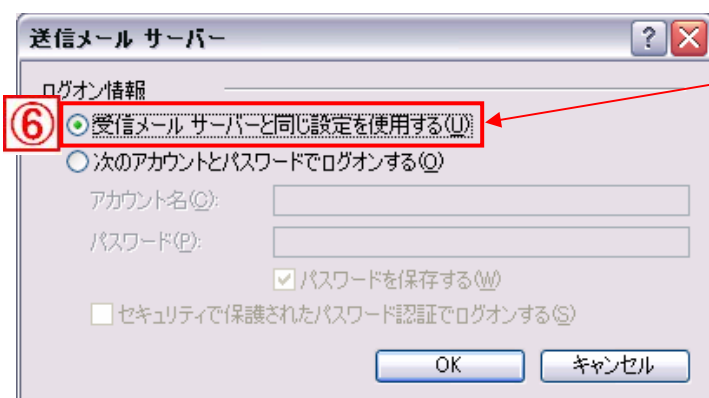 送信メール サーバー
?
ログオン情報
⑥
受信メール サーバーと同じ設定を使用する(U)
次のアカウントとパスワードでログオンする(O)
アカウント名(C):
パスワード(P):
パスワードを保存する(W)
セキュリティで保護されたパスワード認証でログオンする(S)
OK キャンセル